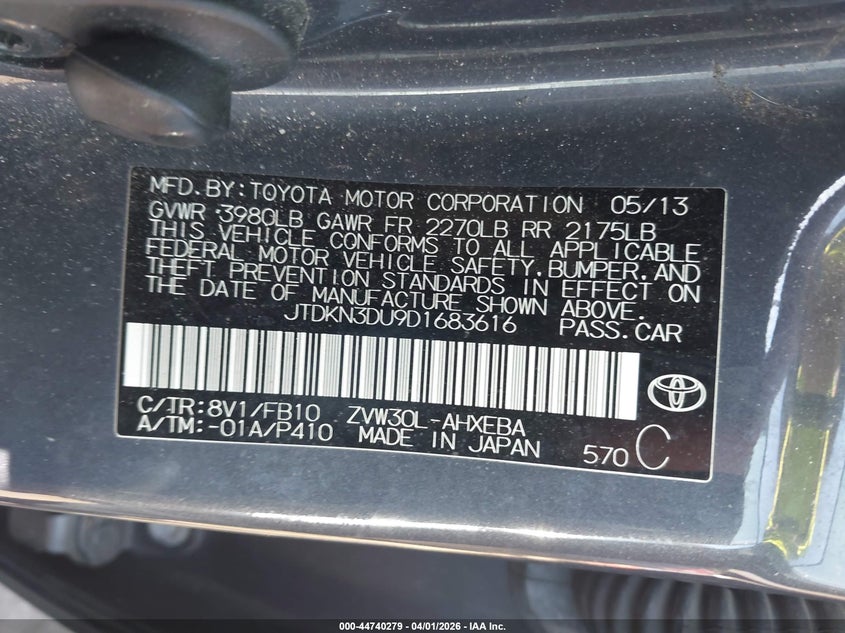 MFD.BY:TOYOTA MOTOR CORPORATION 05/13
GVWR :3980LB GAWR FR 2270LB RR 2175LB
THIS VEHICLE CONFORMS TO ALL APPLICABLE
FEDERAL MOTOR VEHICLE SAFETY,BUMPER,AND
THEFT PREVENTION STANDARDS IN EFFECT ON
THE DATE OF MANUFACTURE SHOWN ABOVE.
JTDKN3DU9D1683616 PASS.CAR
C/TR:8V1/FB10 ZVW30L-AHXEBA
A/TM:-01A/P410 MADE IN JAPAN
570 C
000-44740279 - 04/01/2026 - IAA Inc.